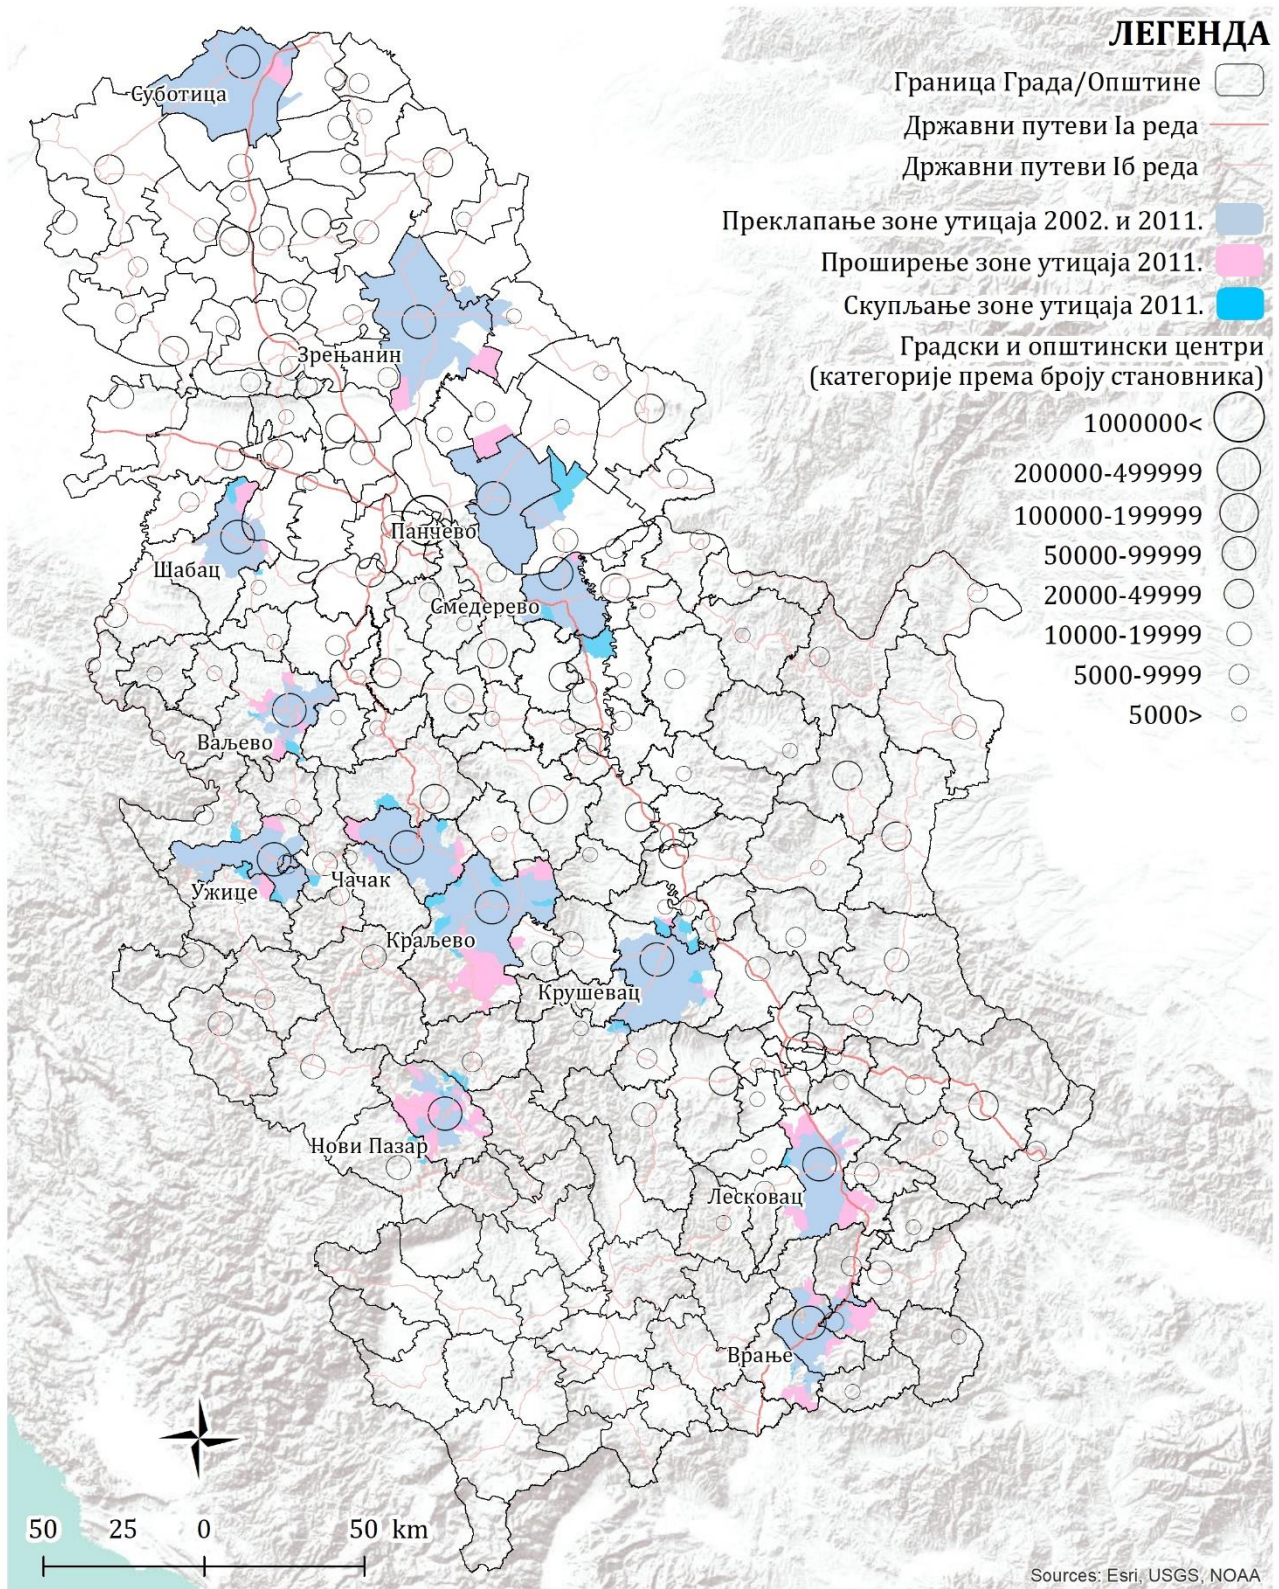 ЛЕГЕНДА
Граница Града/Општине
Државни путеви Iа реда
Државни путеви Iб реда
Преклапање зоне утицаја 2002. и 2011.
Проширење зоне утицаја 2011.
Скупљање зоне утицаја 2011.
Градски и општински центри
(категорије према броју становника)
1000000<
200000-499999
100000-199999
50000-99999
20000-49999
10000-19999
5000-9999
5000>
Суботица
Зрењанин
Панчево
Шабац
Смедерево
Ваљево
Ужице
Чачак
Краљево
Крушевац
Нови Пазар
Лесковац
Врање
50 25 0 50 km
Sources: Esri, USGS, NOAA